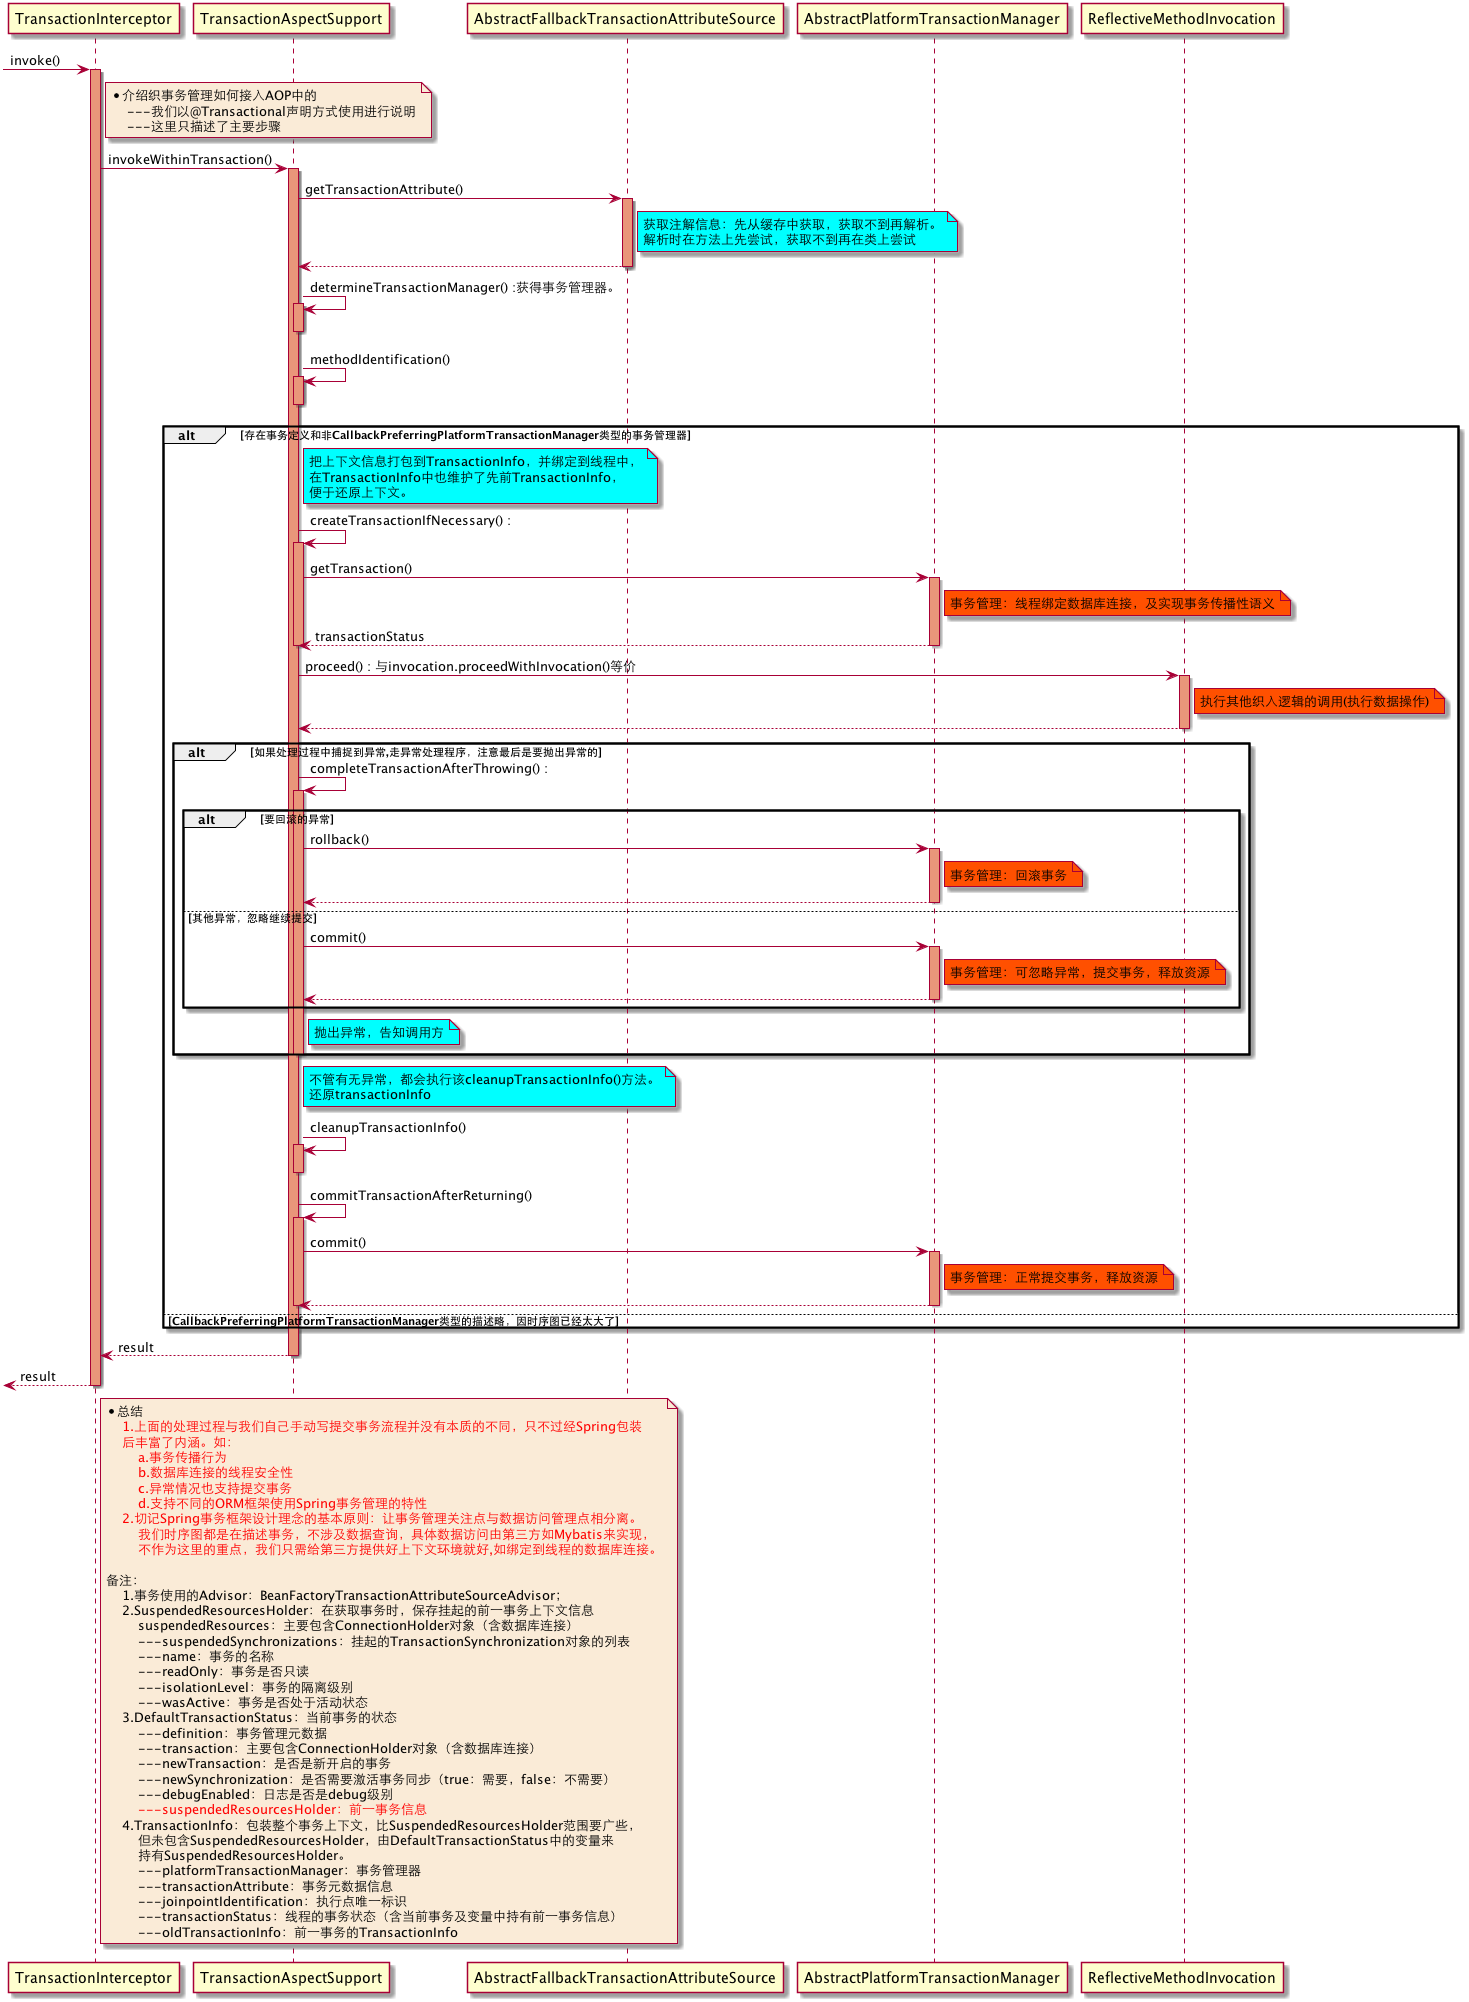 TransactionInterceptor
TransactionAspectSupport
AbstractFallbackTransactionAttributeSource
AbstractPlatformTransactionManager
ReflectiveMethodInvocation
invoke()
•介绍织事务管理如何接入AOP中的
---我们以@Transactional声明方式使用进行说明
---这里只描述了主要步骤
invokeWithinTransaction()
getTransactionAttribute()
获取注解信息：先从缓存中获取，获取不到再解析。
解析时在方法上先尝试，获取不到再在类上尝试
determineTransactionManager() :获得事务管理器。
methodIdentification()
alt
[存在事务定义和非CallbackPreferringPlatformTransactionManager类型的事务管理器]
把上下文信息打包到TransactionInfo，并绑定到线程中，
在TransactionInfo中也维护了先前TransactionInfo，
便于还原上下文。
createTransactionIfNecessary() :
getTransaction()
事务管理：线程绑定数据库连接，及实现事务传播性语义
transactionStatus
proceed() : 与invocation.proceedWithInvocation()等价
执行其他织入逻辑的调用(执行数据操作)
alt
[如果处理过程中捕捉到异常,走异常处理程序，注意最后是要抛出异常的]
completeTransactionAfterThrowing() :
alt
[要回滚的异常]
rollback()
事务管理：回滚事务
[其他异常，忽略继续提交]
commit()
事务管理：可忽略异常，提交事务，释放资源
抛出异常，告知调用方
不管有无异常，都会执行该cleanupTransactionInfo()方法。
还原transactionInfo
cleanupTransactionInfo()
commitTransactionAfterReturning()
commit()
事务管理：正常提交事务，释放资源
[CallbackPreferringPlatformTransactionManager类型的描述略，因时序图已经太大了]
result
result
•总结
1.上面的处理过程与我们自己手动写提交事务流程并没有本质的不同，只不过经Spring包装
后丰富了内涵。如：
a.事务传播行为
b.数据库连接的线程安全性
c.异常情况也支持提交事务
d.支持不同的ORM框架使用Spring事务管理的特性
2.切记Spring事务框架设计理念的基本原则：让事务管理关注点与数据访问管理点相分离。
我们时序图都是在描述事务，不涉及数据查询，具体数据访问由第三方如Mybatis来实现，
不作为这里的重点，我们只需给第三方提供好上下文环境就好,如绑定到线程的数据库连接。
备注：
1.事务使用的Advisor：BeanFactoryTransactionAttributeSourceAdvisor；
2.SuspendedResourcesHolder：在获取事务时，保存挂起的前一事务上下文信息
suspendedResources：主要包含ConnectionHolder对象（含数据库连接）
---suspendedSynchronizations：挂起的TransactionSynchronization对象的列表
---name：事务的名称
---readOnly：事务是否只读
---isolationLevel：事务的隔离级别
---wasActive：事务是否处于活动状态
3.DefaultTransactionStatus：当前事务的状态
---definition：事务管理元数据
---transaction：主要包含ConnectionHolder对象（含数据库连接）
---newTransaction：是否是新开启的事务
---newSynchronization：是否需要激活事务同步（true：需要，false：不需要）
---debugEnabled：日志是否是debug级别
---suspendedResourcesHolder：前一事务信息
4.TransactionInfo：包装整个事务上下文，比SuspendedResourcesHolder范围要广些，
但未包含SuspendedResourcesHolder，由DefaultTransactionStatus中的变量来
持有SuspendedResourcesHolder。
---platformTransactionManager：事务管理器
---transactionAttribute：事务元数据信息
---joinpointIdentification：执行点唯一标识
---transactionStatus：线程的事务状态（含当前事务及变量中持有前一事务信息）
---oldTransactionInfo：前一事务的TransactionInfo
TransactionInterceptor
TransactionAspectSupport
AbstractFallbackTransactionAttributeSource
AbstractPlatformTransactionManager
ReflectiveMethodInvocation